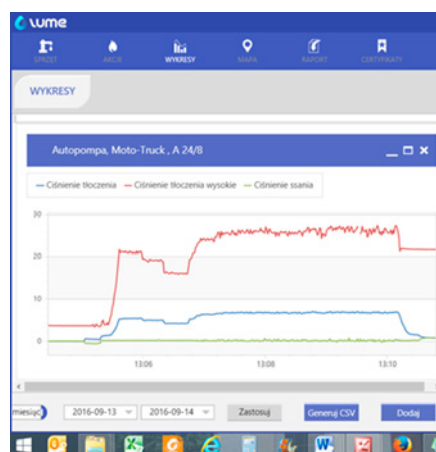 lume
SPRZĘT AKCJE WYKRESY MAPA RAPORT CERTYFIKATY
WYKRESY
Autopompa, Moto-Truck , A 24/8
Ciśnienie tłoczenia Ciśnienie tłoczenia wysokie Ciśnienie ssania
30
20
10
0
13:06 13:08 13:10
miesiąc 2016-09-13 2016-09-14 Zastosuj Generuj CSV Dodaj